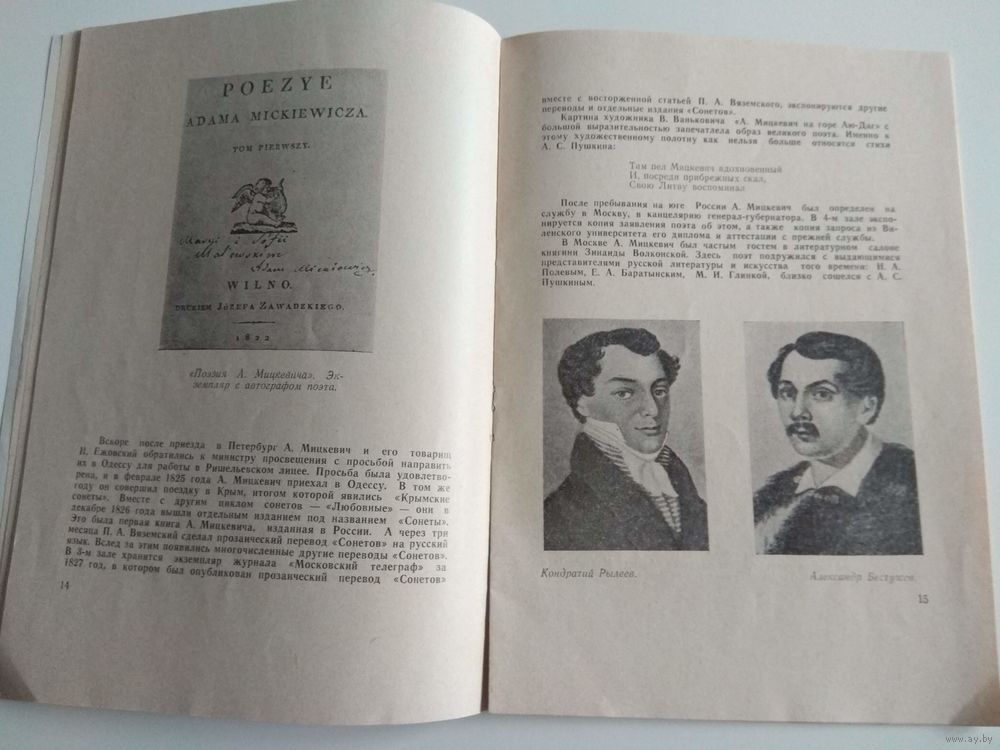 POEZYE
ADAMA MICKIEWICZA.
TOM PIERWSZY.
Maryi i Zofii
Adam Mickiewicz
WILNO.
DRUKIEM JÓZEFA ZAWADZKIEGO.
1822
«Поэзия А. Мицкевича». Эк-
земпляр с автографом поэта.
Вскоре после приезда в Петербург А. Мицкевич и его товарищ
И. Ежовский обратились к министру просвещения с просьбой направить
их в Одессу для работы в Ришельевском лицее. Просьба была удовлетво-
рена, и в феврале 1825 года А. Мицкевич приехал в Одессу. В том же
году он совершил поездку в Крым, итогом которой явились «Крымские
сонеты». Вместе с другим циклом сонетов — «Любовные» — они в
декабре 1826 года вышли отдельным изданием под названием «Сонеты».
Это была первая книга А. Мицкевича, изданная в России. А через три
месяца П. А. Вяземский сделал прозаический перевод «Сонетов» на русский
язык. Вслед за этим появились многочисленные другие переводы «Сонетов».
В 3-м зале хранится экземпляр журнала «Московский телеграф» за
1827 год, в котором был опубликован прозаический перевод «Сонетов»
14
вместе с восторженной статьей П. А. Вяземского, экспонируются другие
переводы и отдельные издания «Сонетов».
Картина художника В. Ваньковича «А. Мицкевич на горе Аю-Даг» с
большой выразительностью запечатлела образ великого поэта. Именно к
этому художественному полотну как нельзя больше относятся стихи
А. С. Пушкина:
Там пел Мицкевич вдохновенный
И, посреди прибрежных скал,
Свою Литву воспоминал
После пребывания на юге России А. Мицкевич был определен на
службу в Москву, в канцелярию генерал-губернатора. В 4-м зале экспо-
нируется копия заявления поэта об этом, а также копия запроса из Ви-
ленского университета его диплома и аттестации с прежней службы.
В Москве А. Мицкевич был частым гостем в литературном салоне
княгини Зинаиды Волконской. Здесь поэт подружился с выдающимися
представителями русской литературы и искусства того времени: Н. А.
Полевым, Е. А. Баратынским, М. И. Глинкой, близко сошелся с А. С.
Пушкиным.
Кондратий Рылеев.
Александр Бестужев.
15
www.ay.by